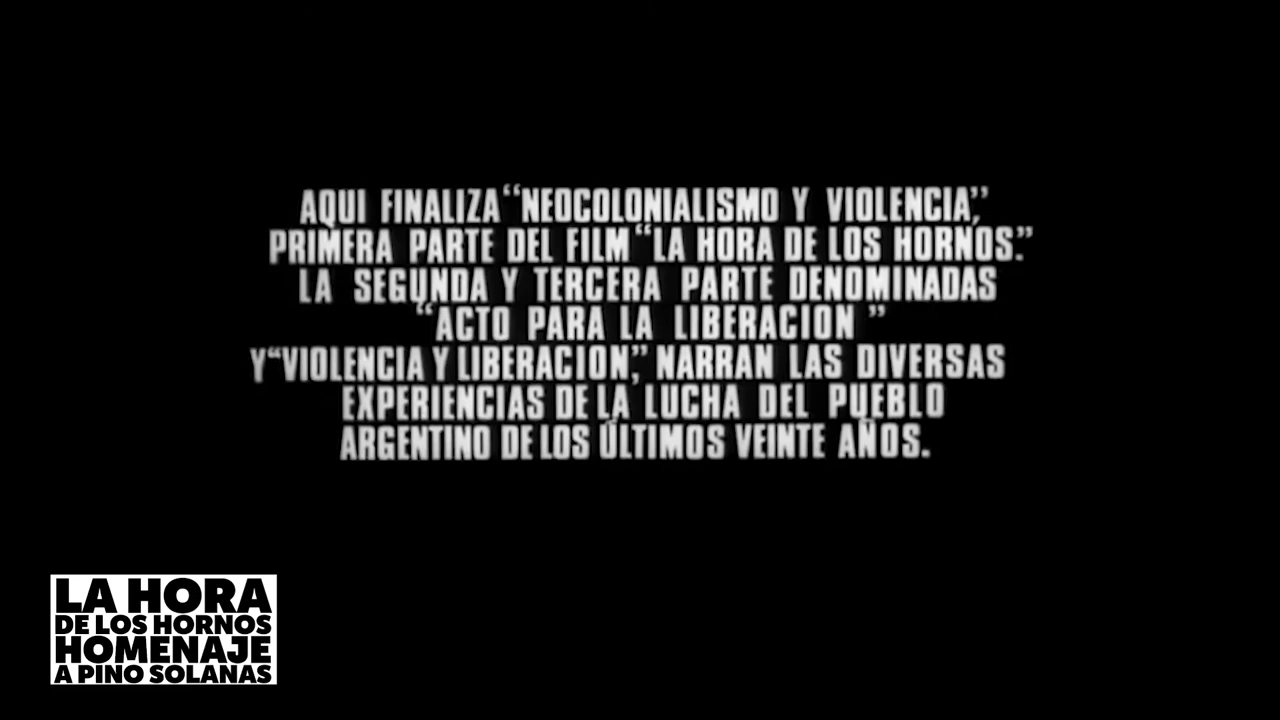 AQUI FINALIZA “NEOCOLONIALISMO Y VIOLENCIA,”
PRIMERA PARTE DEL FILM “LA HORA DE LOS HORNOS.”
LA SEGUNDA Y TERCERA PARTE DENOMINADAS
“ACTO PARA LA LIBERACION ”
Y “VIOLENCIA Y LIBERACION,” NARRAN LAS DIVERSAS
EXPERIENCIAS DE LA LUCHA DEL PUEBLO
ARGENTINO DE LOS ÚLTIMOS VEINTE AÑOS.
LA HORA
DE LOS HORNOS
HOMENAJE
A PINO SOLANAS